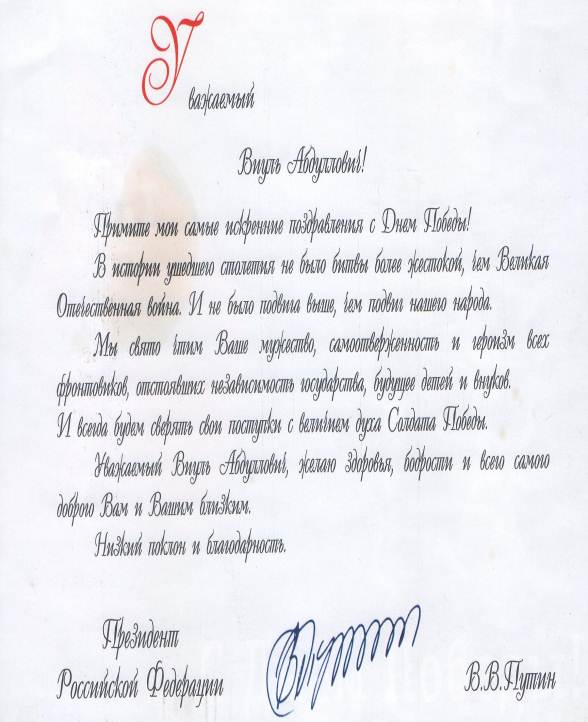 Уважаемый
Виуль Абдуллович!
Примите мои самые искренние поздравления с Днем Победы!
В истории ушедшего столетия не было битвы более жестокой, чем Великая
Отечественная война. И не было подвига выше, чем подвиг нашего народа.
Мы свято чтим Ваше мужество, самоотверженность и героизм всех
фронтовиков, отстоявших независимость государства, будущее детей и внуков.
И всегда будем сверять свои поступки с величием духа Солдата Победы.
Уважаемый Виуль Абдуллович, желаю здоровья, бодрости и всего самого
доброго Вам и Вашим близким.
Низкий поклон и благодарность.
Президент
Российской Федерации
В.В.Путин